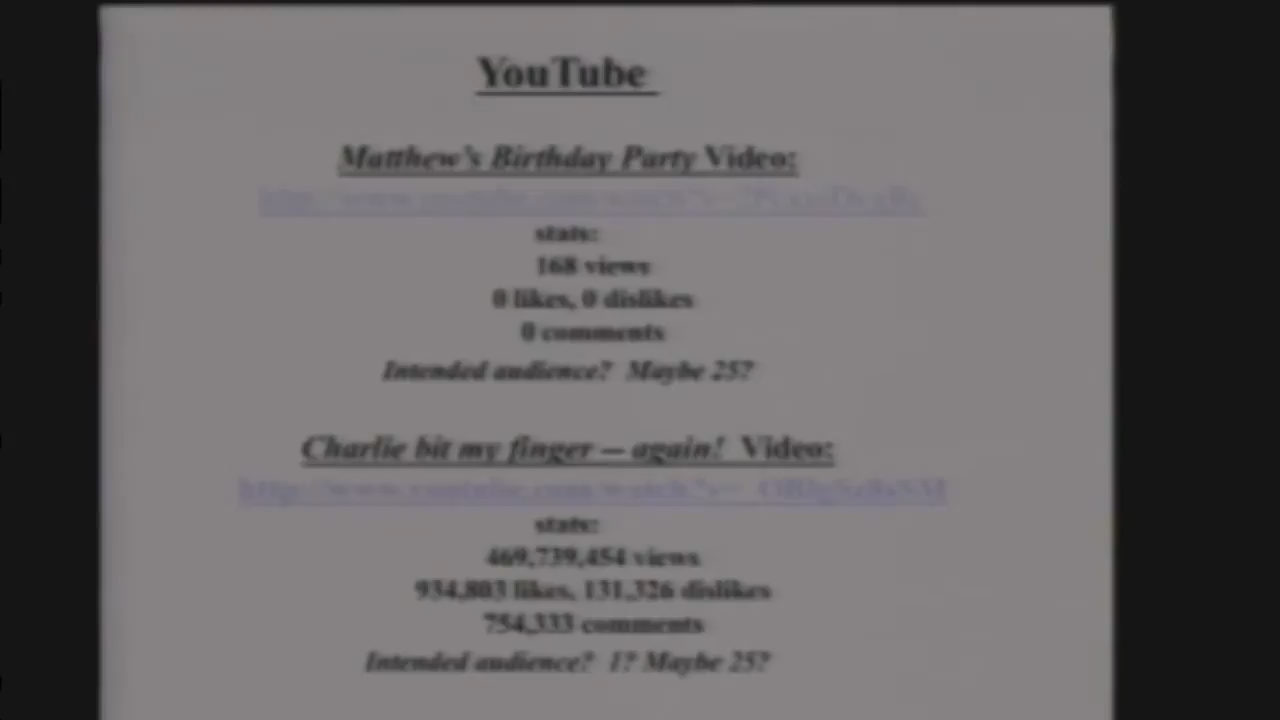 YouTube
Matthew's Birthday Party Video:
stats:
168 views
0 likes, 0 dislikes
0 comments
Intended audience? Maybe 25?
Charlie bit my finger – again! Video:
stats:
469,739,454 views
934,803 likes, 131,326 dislikes
754,333 comments
Intended audience? 1? Maybe 25?